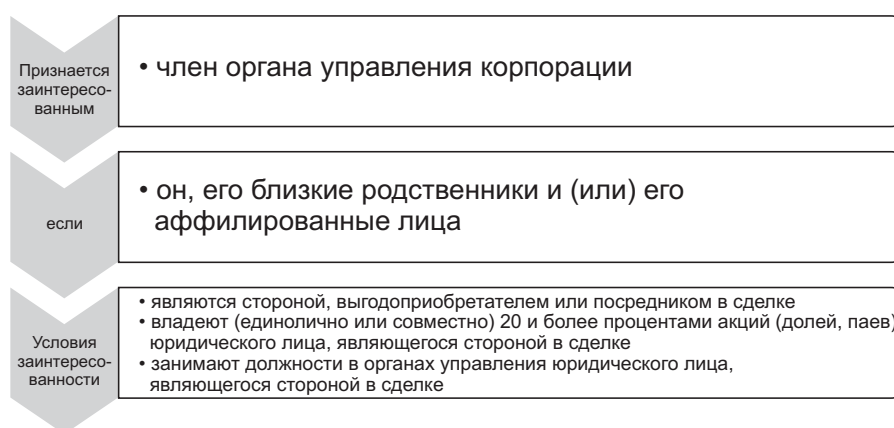 Признается
заинтересо-
ванным
• член органа управления корпорации
если
• он, его близкие родственники и (или) его
аффилированные лица
Условия
заинтересо-
ванности
• являются стороной, выгодоприобретателем или посредником в сделке
• владеют (единолично или совместно) 20 и более процентами акций (долей, паев)
юридического лица, являющегося стороной в сделке
• занимают должности в органах управления юридического лица,
являющегося стороной в сделке